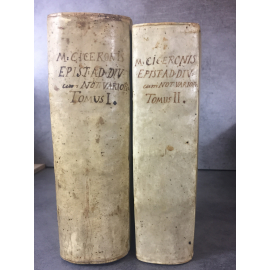 M. CICERONIS
EPIST AD DIV
cum NOT VARIOR
TOMUS I.
M. CICERONIS
EPIST. AD. DIV
cum NOT VARIOR
TOMUS II.